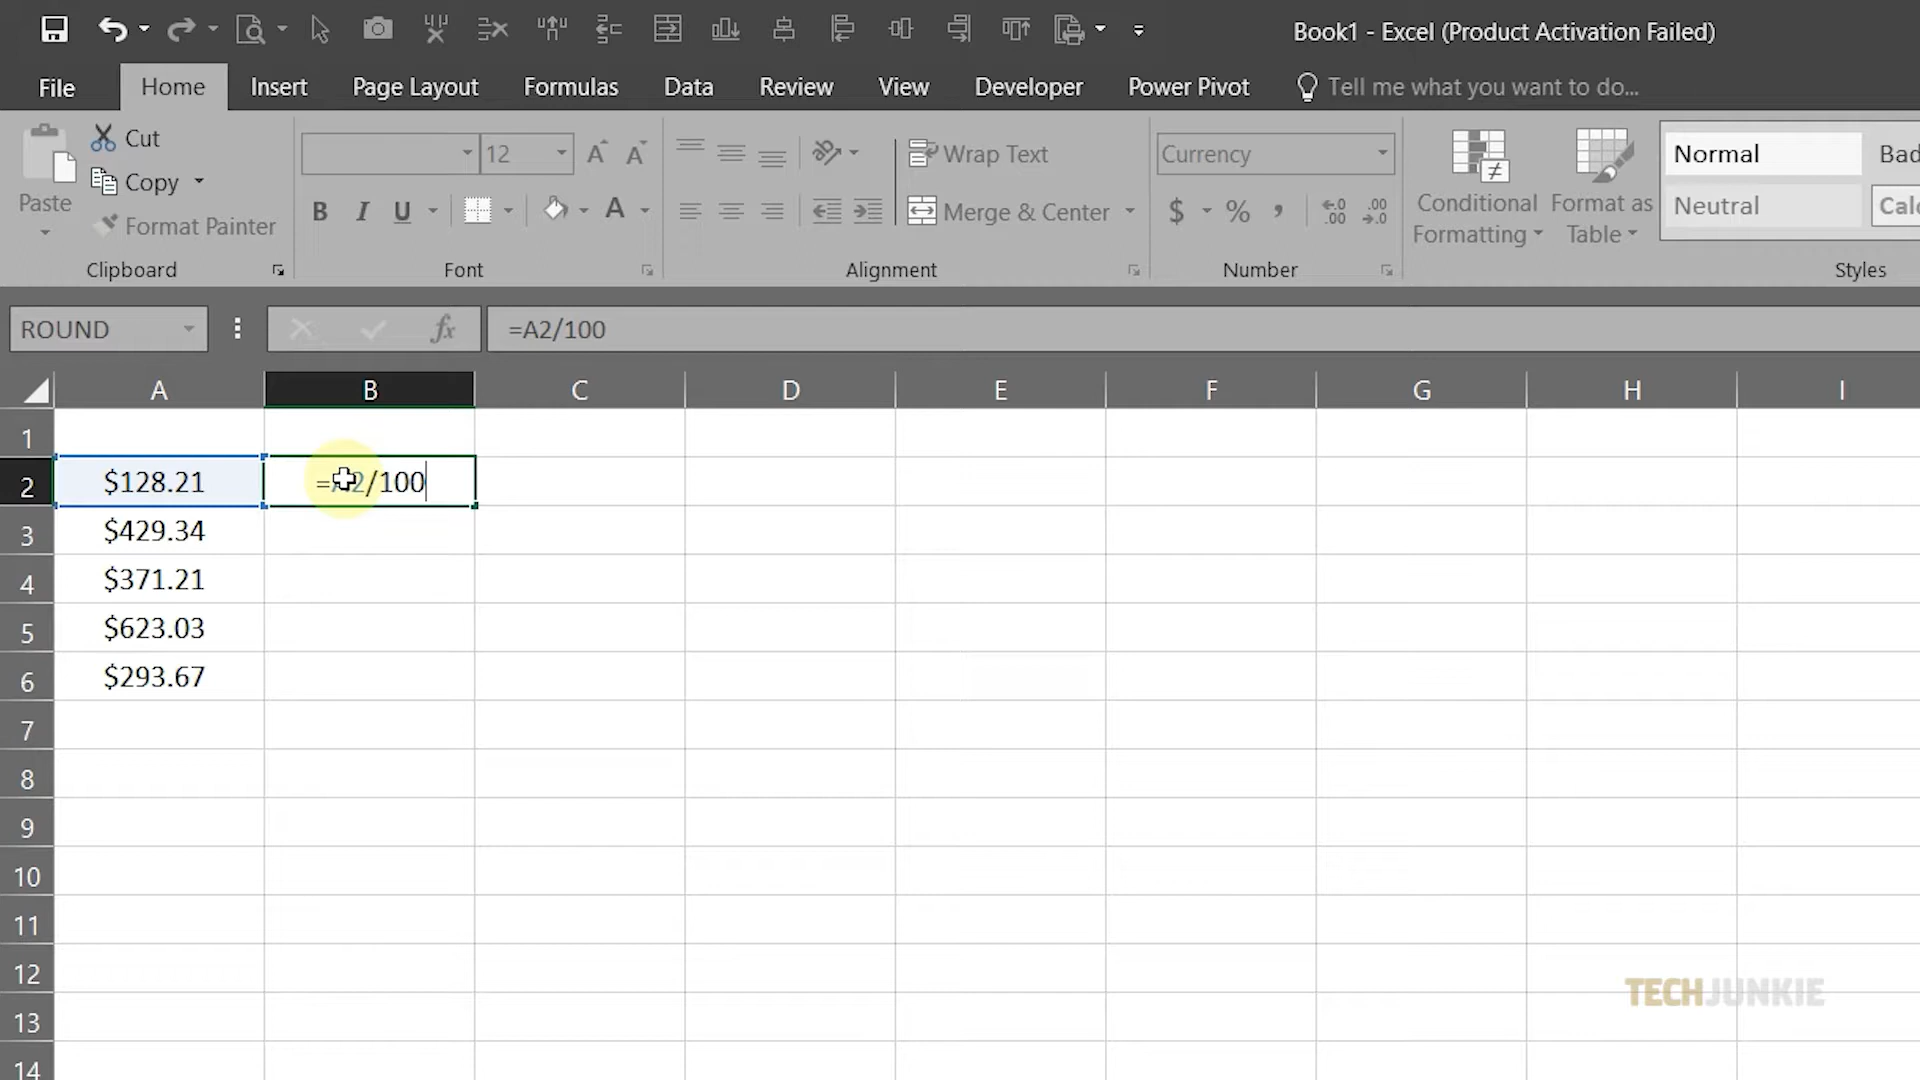 Book1 - Excel (Product Activation Failed)
File Home Insert Page Layout Formulas Data Review View Developer Power Pivot Tell me what you want to do...
Cut
Copy
Format Painter
Paste
Clipboard
12
B I U A
Font
Wrap Text
Merge & Center
Alignment
Currency
$ % , .00 .00
Number
Conditional Formatting
Format as Table
Normal Bad
Neutral Calc
Styles
ROUND fx =A2/100
A B C D E F G H I
1
2 $128.21 =A2/100
3 $429.34
4 $371.21
5 $623.03
6 $293.67
7
8
9
10
11
12
13
14
TECHJUNKIE